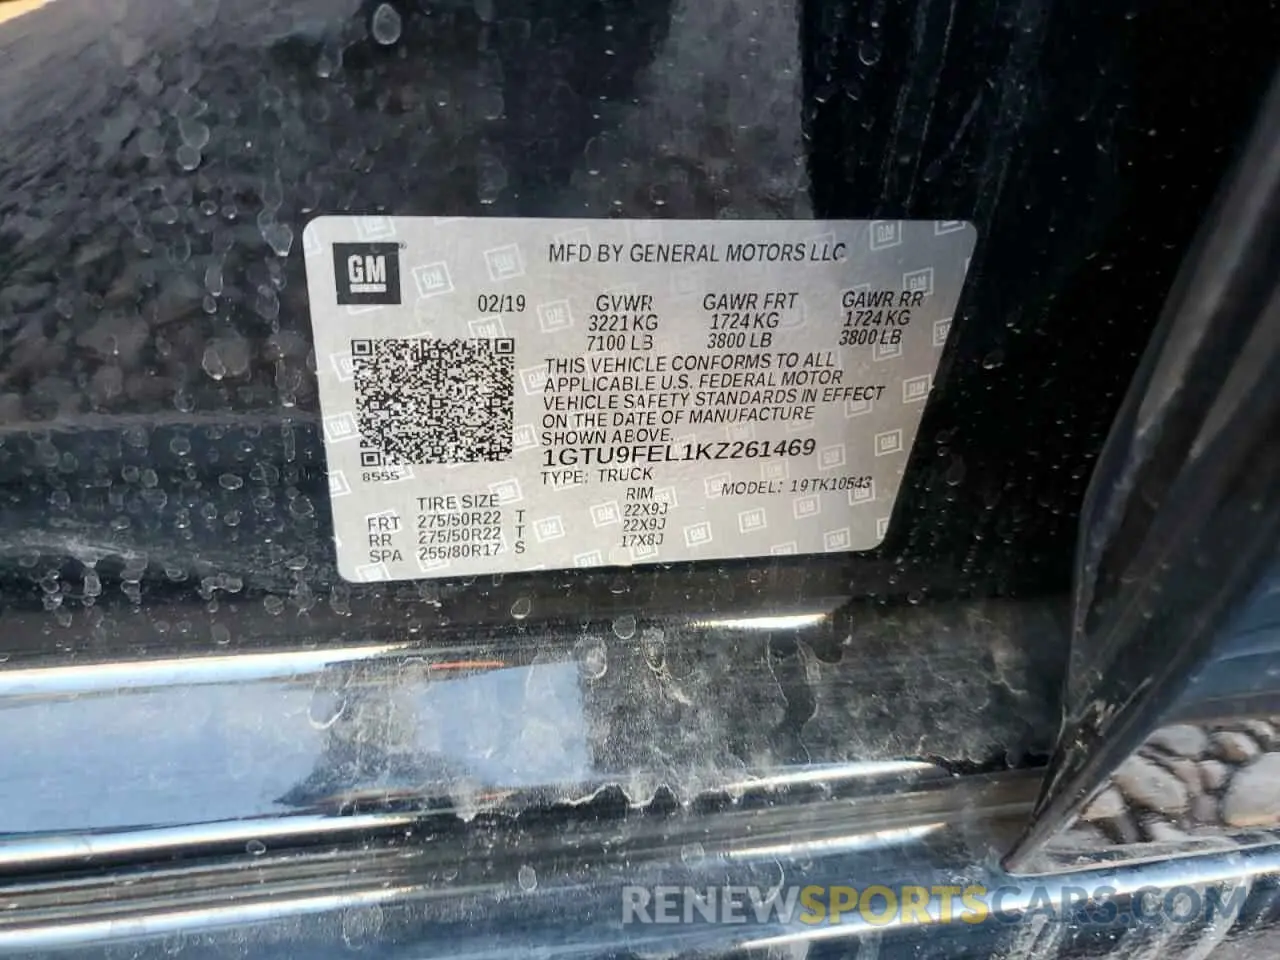 GM
MFD BY GENERAL MOTORS LLC
02/19 GVWR GAWR FRT GAWR RR
3221 KG 1724 KG 1724 KG
7100 LB 3800 LB 3800 LB
THIS VEHICLE CONFORMS TO ALL
APPLICABLE U.S. FEDERAL MOTOR
VEHICLE SAFETY STANDARDS IN EFFECT
ON THE DATE OF MANUFACTURE
SHOWN ABOVE.
1GTU9FEL1KZ261469
8555 TYPE: TRUCK MODEL: 19TK10543
TIRE SIZE RIM
FRT 275/50R22 T 22X9J
RR 275/50R22 T 22X9J
SPA 255/80R17 S 17X8J
RENEWSPORTSCARS.COM